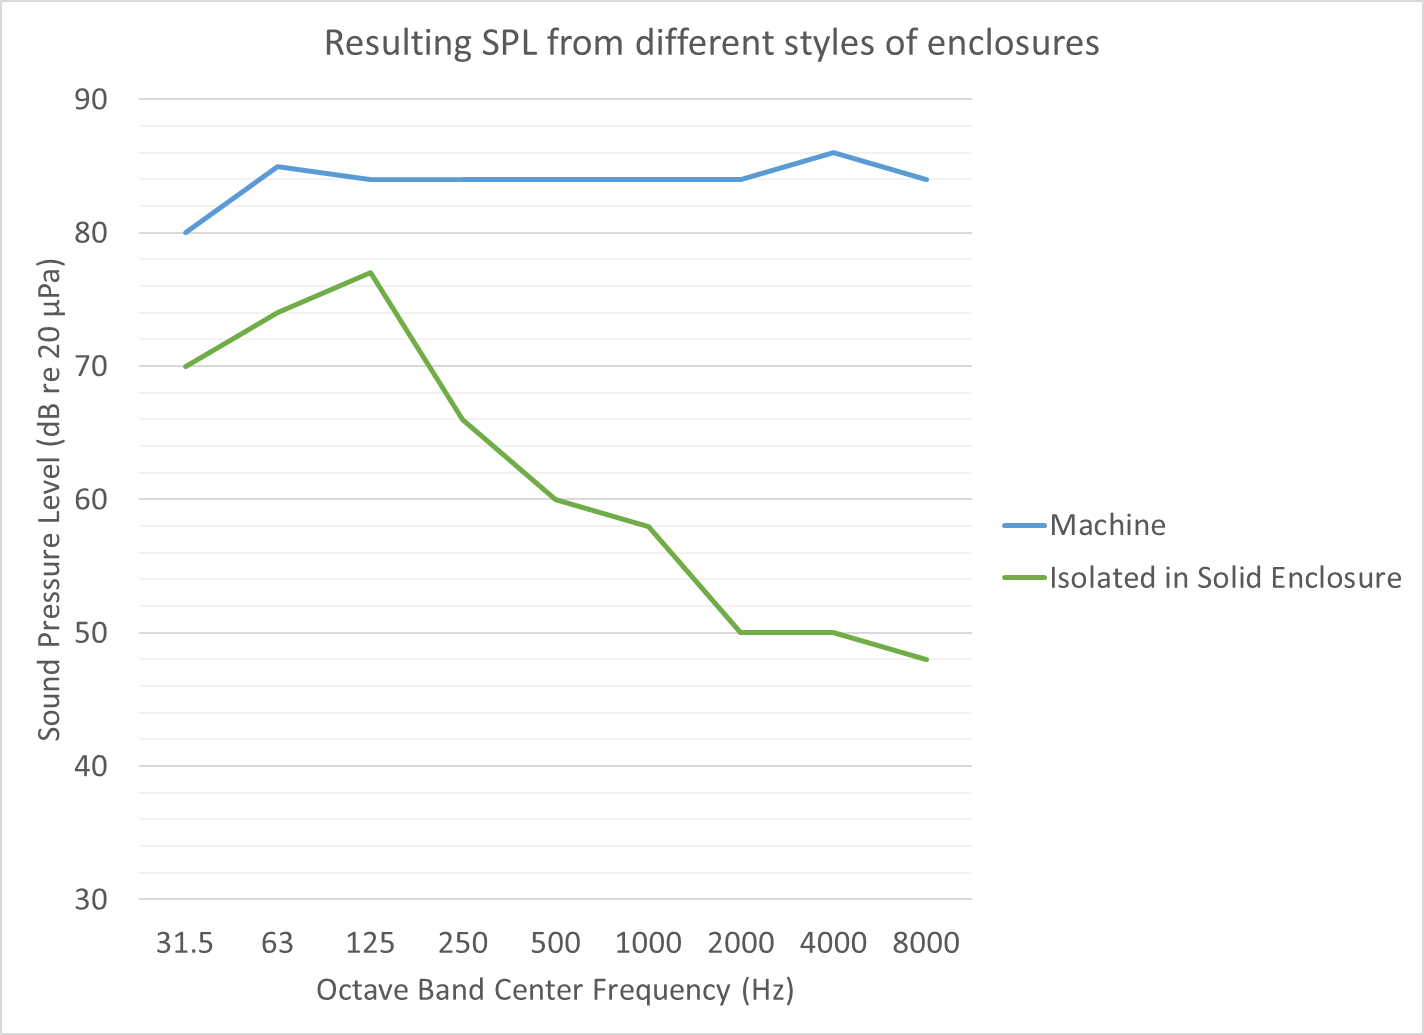 Resulting SPL from different styles of enclosures
90
80
70
60
50
40
30
Sound Pressure Level (dB re 20 µPa)
31.5 63 125 250 500 1000 2000 4000 8000
Octave Band Center Frequency (Hz)
Machine
Isolated in Solid Enclosure